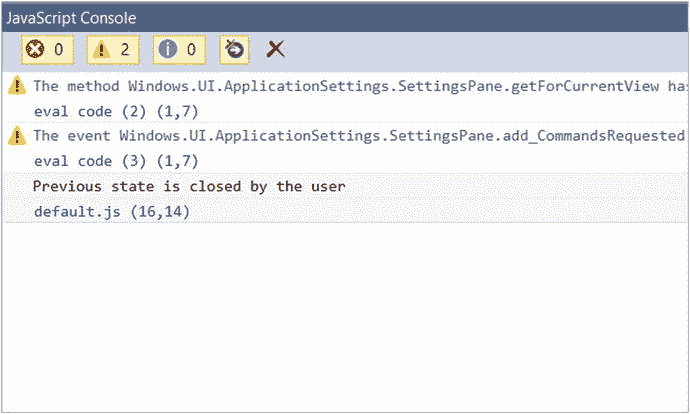 JavaScript Console
0 2 0
The method Windows.UI.ApplicationSettings.SettingsPane.getForCurrentView has
eval code (2) (1,7)
The event Windows.UI.ApplicationSettings.SettingsPane.add_CommandsRequested
eval code (3) (1,7)
Previous state is closed by the user
default.js (16,14)